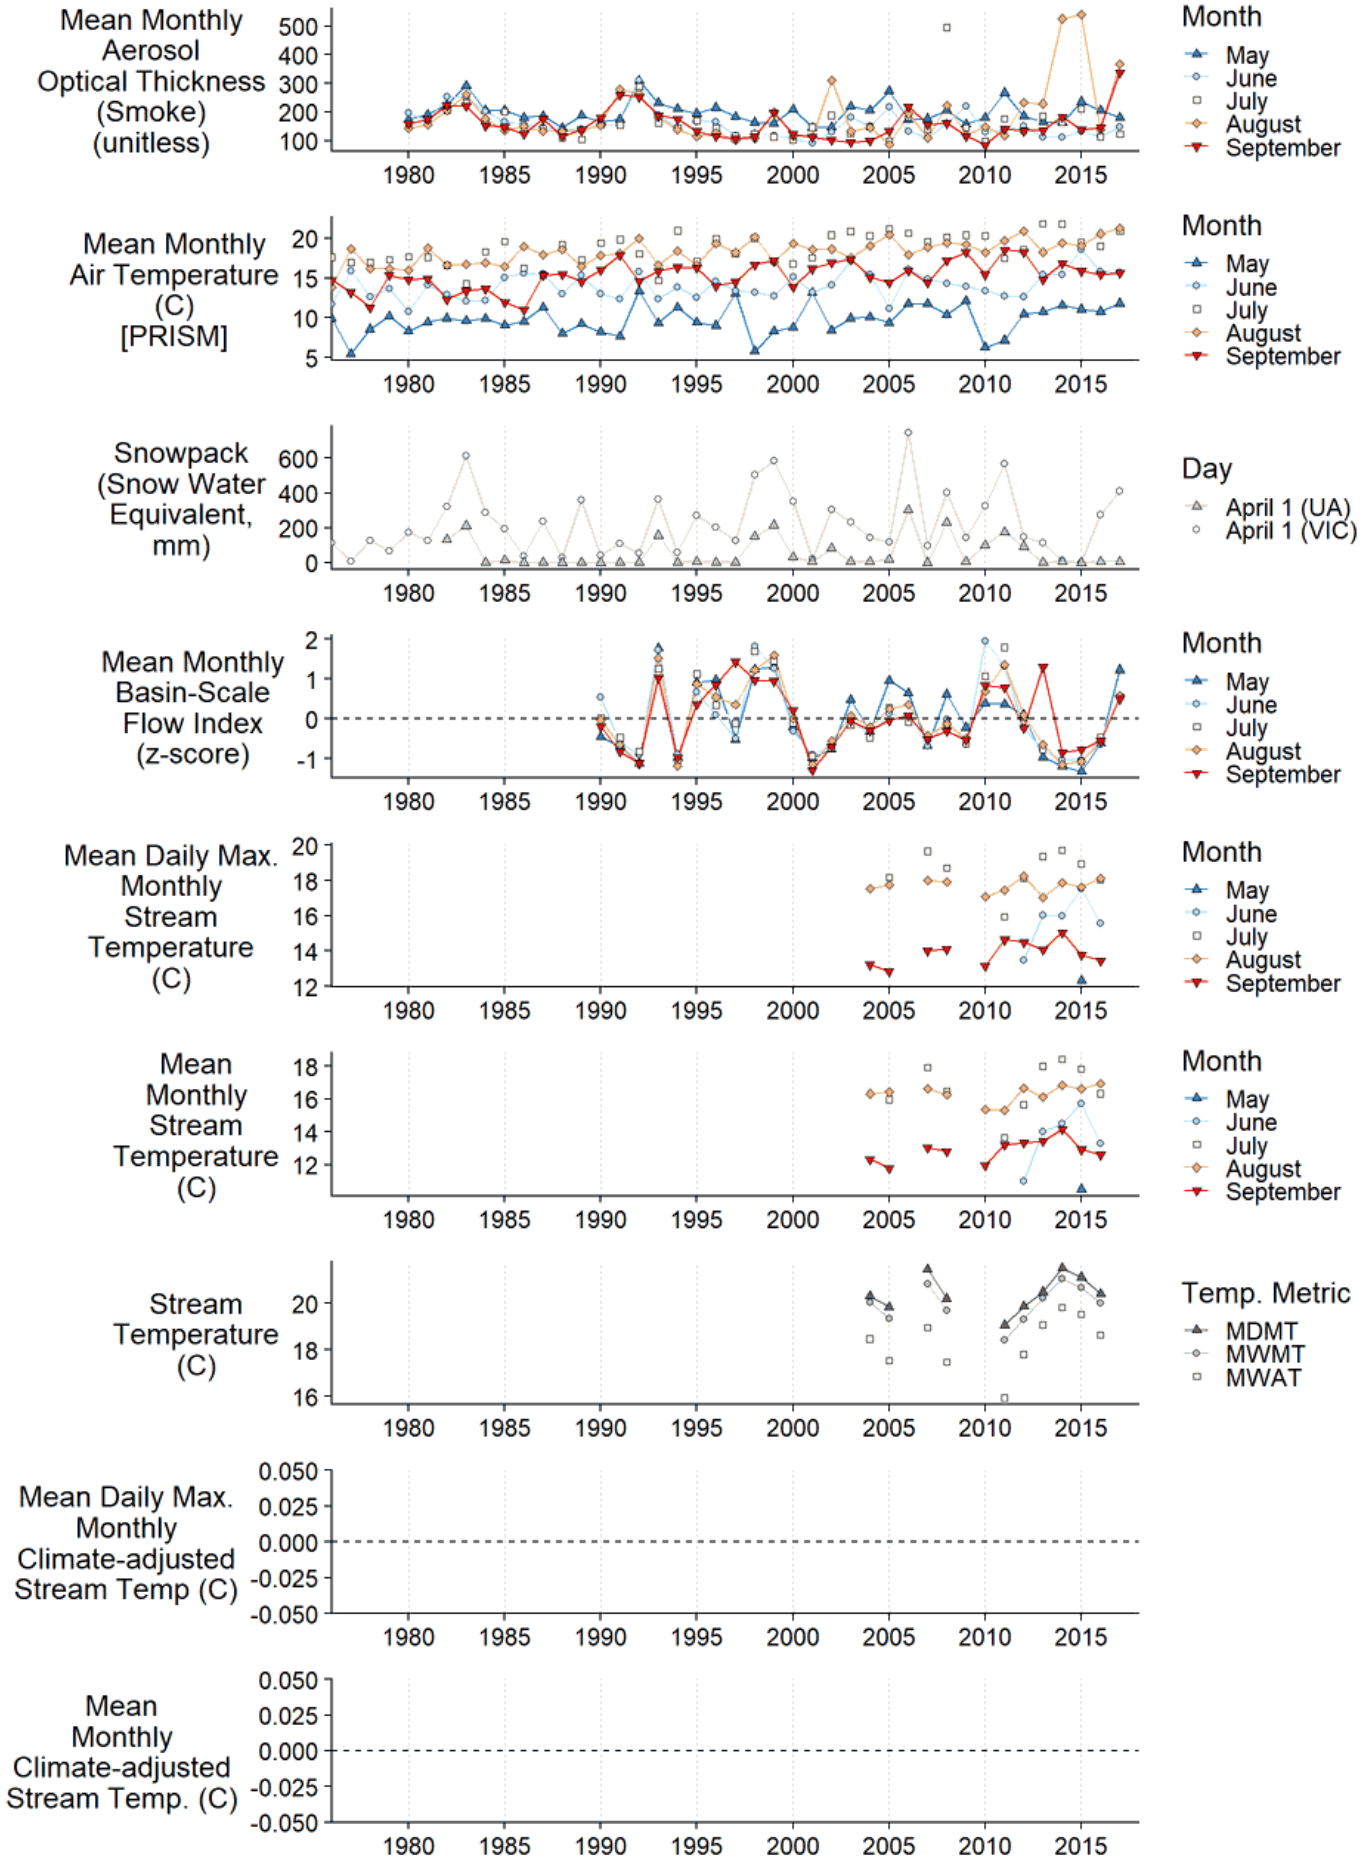 Mean Monthly
Aerosol
Optical Thickness
(Smoke)
(unitless)
500
400
300
200
100
1980 1985 1990 1995 2000 2005 2010 2015
Month
May
June
July
August
September
Mean Monthly
Air Temperature
(C)
[PRISM]
20
15
10
5
1980 1985 1990 1995 2000 2005 2010 2015
Month
May
June
July
August
September
Snowpack
(Snow Water
Equivalent,
mm)
600
400
200
0
1980 1985 1990 1995 2000 2005 2010 2015
Day
April 1 (UA)
April 1 (VIC)
Mean Monthly
Basin-Scale
Flow Index
(z-score)
2
1
0
-1
1980 1985 1990 1995 2000 2005 2010 2015
Month
May
June
July
August
September
Mean Daily Max.
Monthly
Stream
Temperature
(C)
20
18
16
14
12
1980 1985 1990 1995 2000 2005 2010 2015
Month
May
June
July
August
September
Mean
Monthly
Stream
Temperature
(C)
18
16
14
12
1980 1985 1990 1995 2000 2005 2010 2015
Month
May
June
July
August
September
Stream
Temperature
(C)
20
18
16
1980 1985 1990 1995 2000 2005 2010 2015
Temp. Metric
MDMT
MWMT
MWAT
Mean Daily Max.
Monthly
Climate-adjusted
Stream Temp (C)
0.050
0.025
0.000
-0.025
-0.050
1980 1985 1990 1995 2000 2005 2010 2015
Mean
Monthly
Climate-adjusted
Stream Temp. (C)
0.050
0.025
0.000
-0.025
-0.050
1980 1985 1990 1995 2000 2005 2010 2015